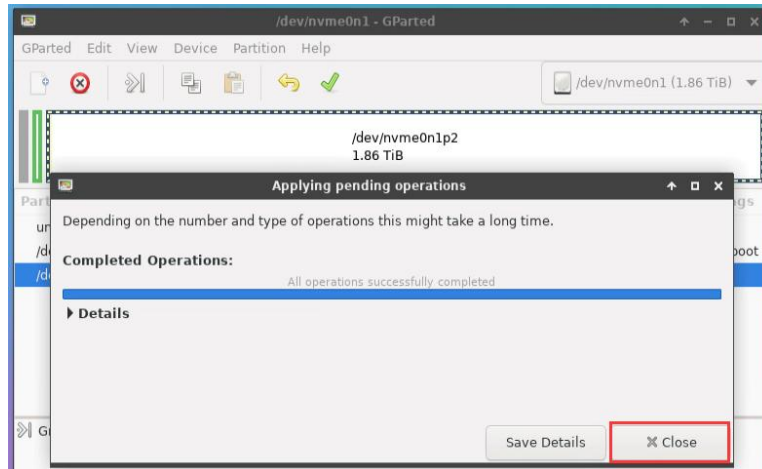 /dev/nvme0n1 - GParted
GParted Edit View Device Partition Help
/dev/nvme0n1 (1.86 TiB)
/dev/nvme0n1p2
1.86 TiB
Applying pending operations
Depending on the number and type of operations this might take a long time.
Completed Operations:
All operations successfully completed
Details
Save Details Close